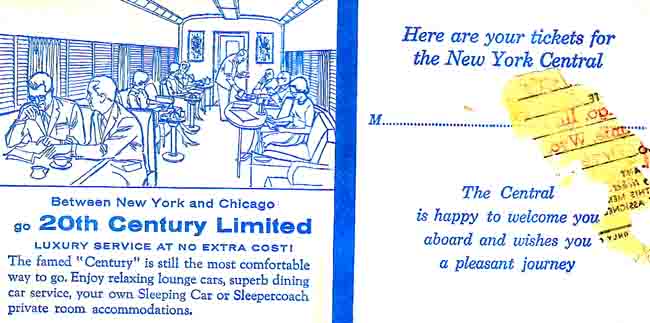 Between New York and Chicago
go 20th Century Limited
LUXURY SERVICE AT NO EXTRA COST!
The famed "Century" is still the most comfortable
way to go. Enjoy relaxing lounge cars, superb dining
car service, your own Sleeping Car or Sleepercoach
private room accommodations.
Here are your tickets for
the New York Central
M
The Central
is happy to welcome you
aboard and wishes you
a pleasant journey